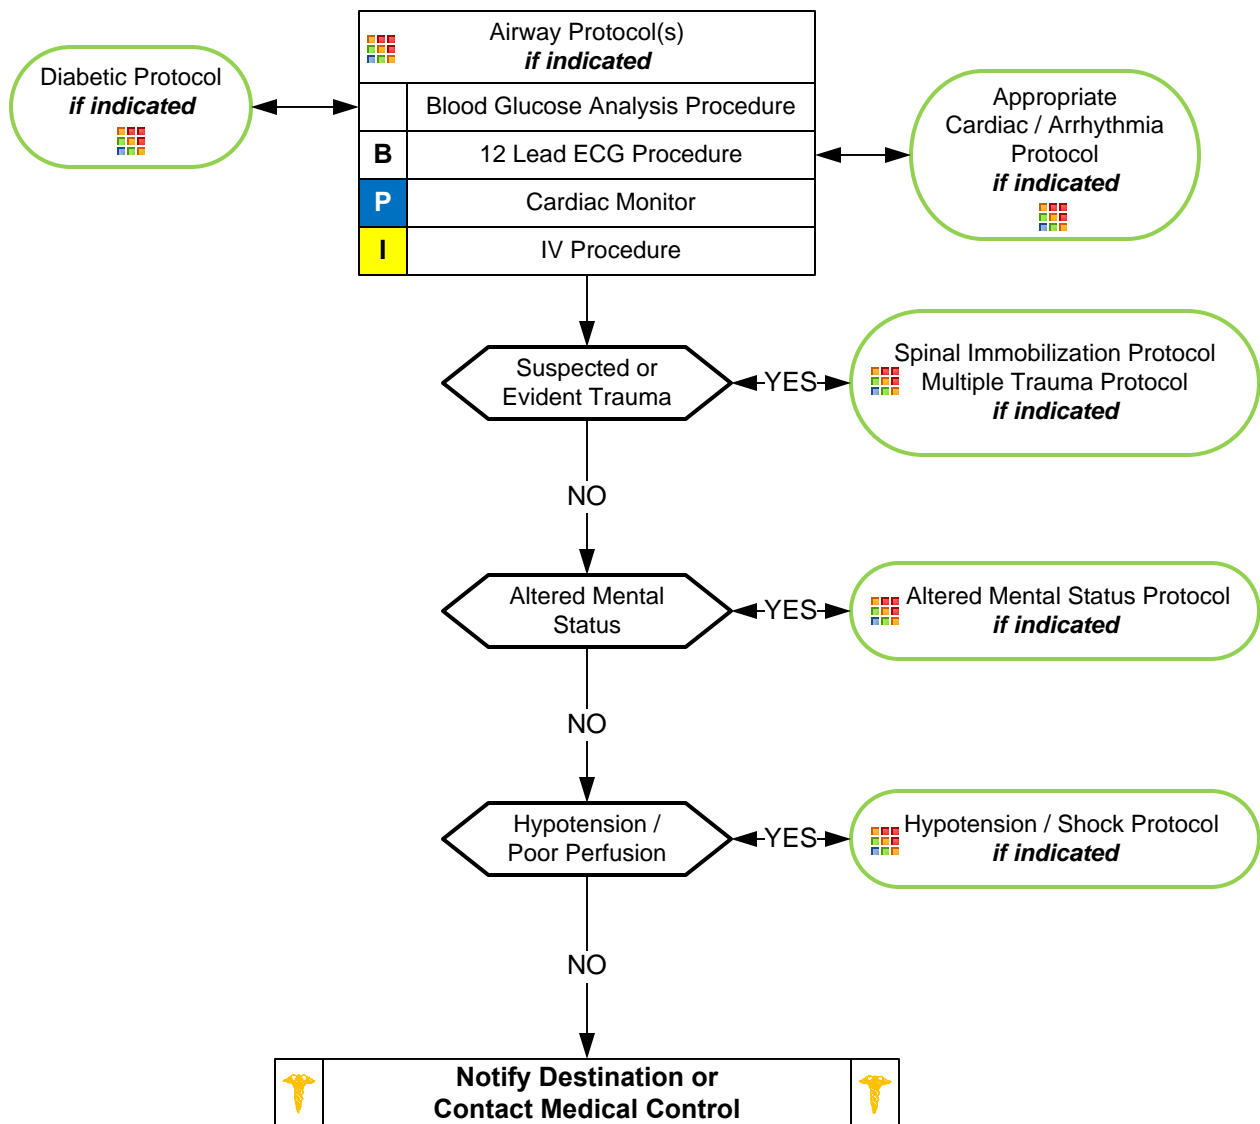 Airway Protocol(s)
if indicated
Diabetic Protocol
if indicated
Blood Glucose Analysis Procedure
B
12 Lead ECG Procedure
P
Cardiac Monitor
I
IV Procedure
Appropriate
Cardiac / Arrhythmia
Protocol
if indicated
Suspected or
Evident Trauma
YES
Spinal Immobilization Protocol
Multiple Trauma Protocol
if indicated
NO
Altered Mental
Status
YES
Altered Mental Status Protocol
if indicated
NO
Hypotension /
Poor Perfusion
YES
Hypotension / Shock Protocol
if indicated
NO
Notify Destination or
Contact Medical Control